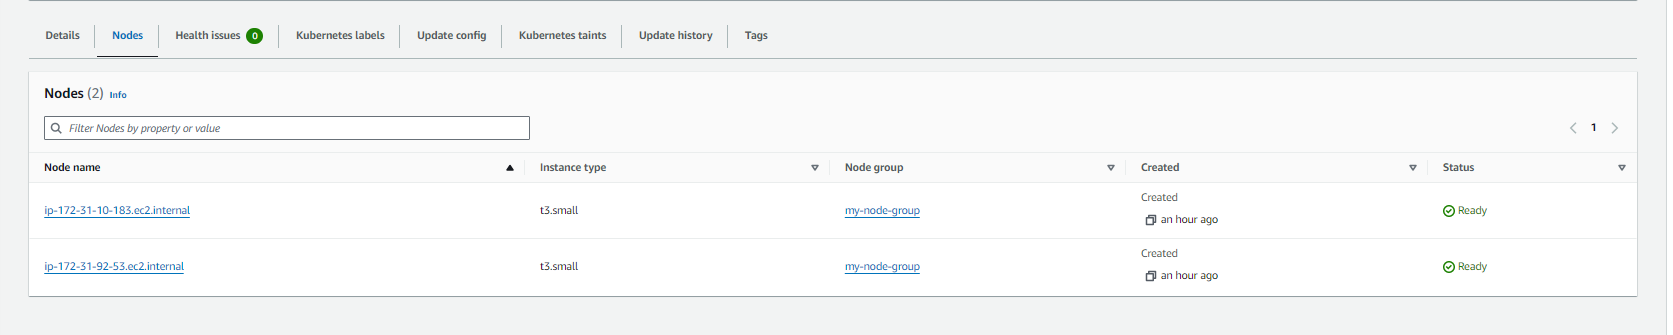 Details Nodes Health issues 0 Kubernetes labels Update config Kubernetes taints Update history Tags
Nodes (2) Info
Filter Nodes by property or value
1
Node name Instance type Node group Created Status
ip-172-31-10-183.ec2.internal t3.small my-node-group Created an hour ago Ready
ip-172-31-92-53.ec2.internal t3.small my-node-group Created an hour ago Ready